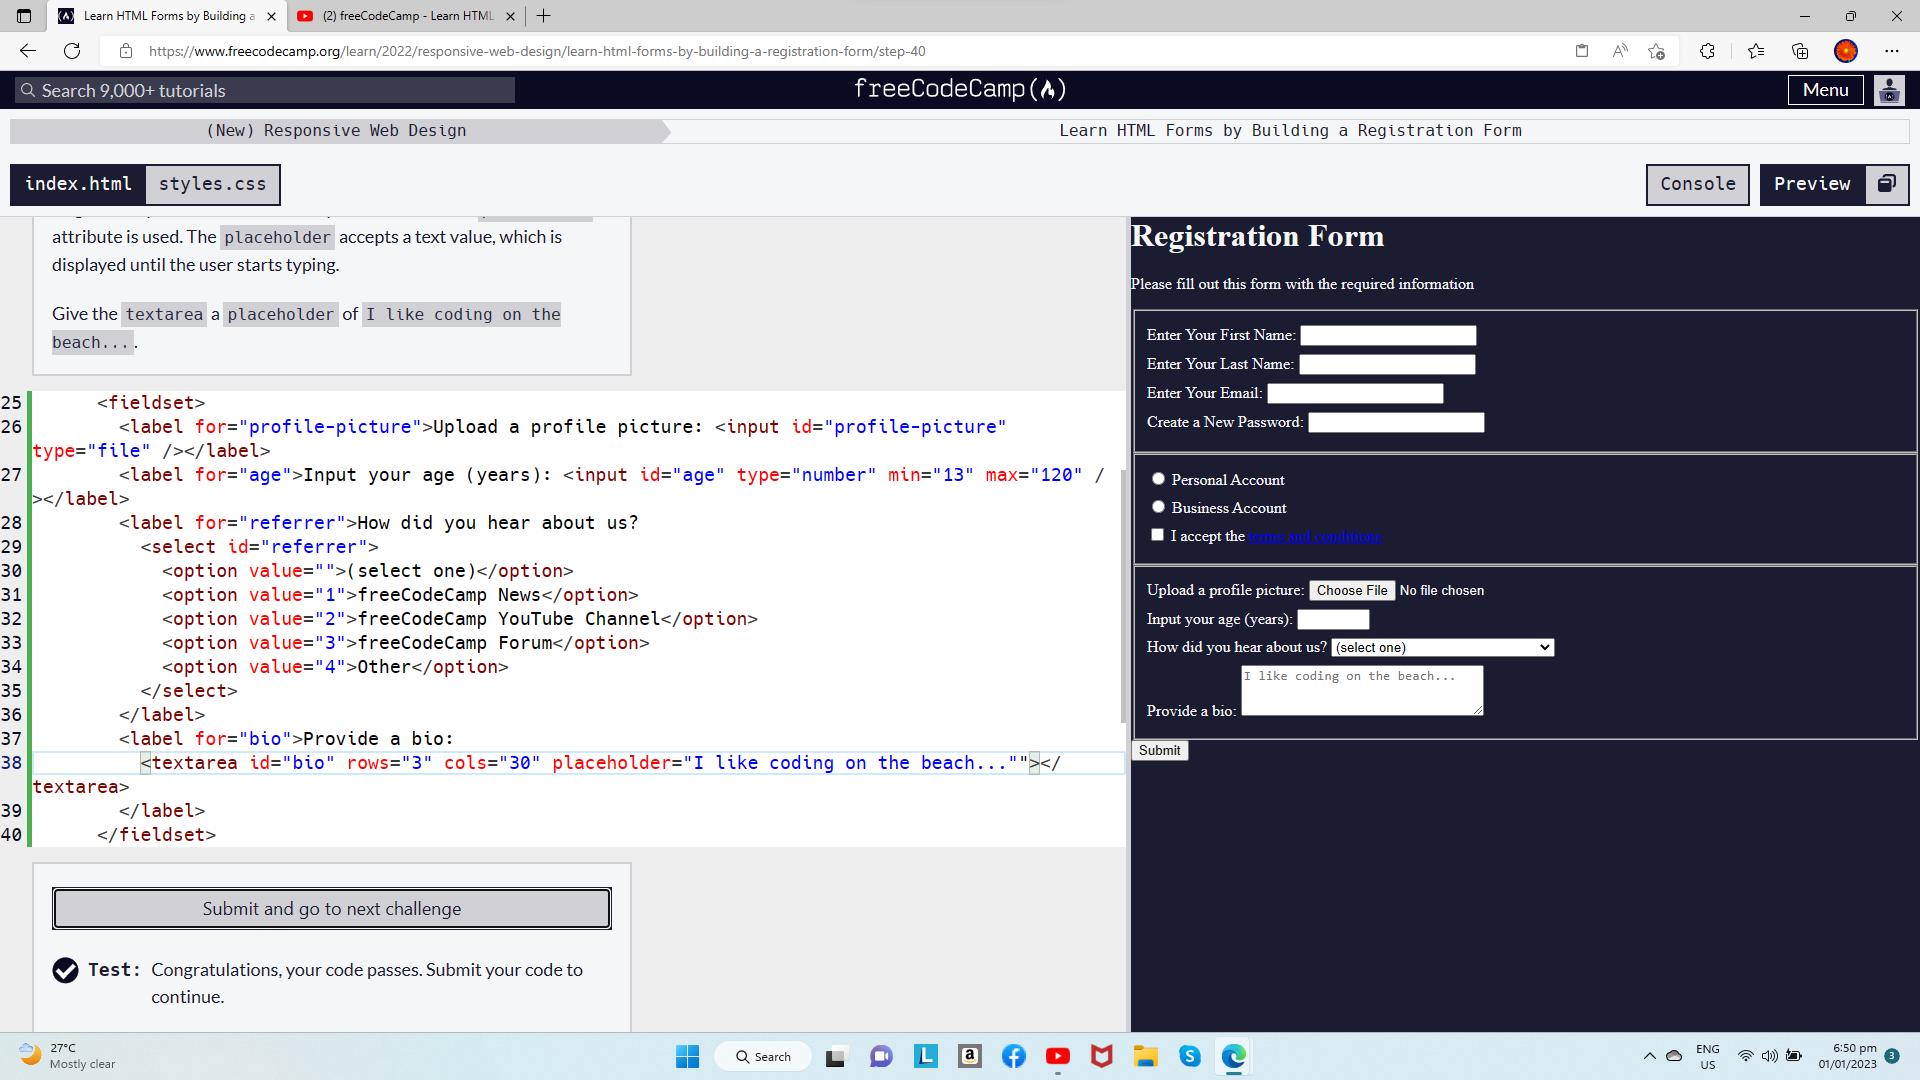 Learn HTML Forms by Building a
(2) freeCodeCamp - Learn HTML
https://www.freecodecamp.org/learn/2022/responsive-web-design/learn-html-forms-by-building-a-registration-form/step-40
Search 9,000+ tutorials
freeCodeCamp
Menu
(New) Responsive Web Design
Learn HTML Forms by Building a Registration Form
index.html
styles.css
Console
Preview
attribute is used. The placeholder accepts a text value, which is
displayed until the user starts typing.
Give the textarea a placeholder of I like coding on the
beach... .
25 <fieldset>
26 <label for="profile-picture">Upload a profile picture: <input id="profile-picture"
type="file" /></label>
27 <label for="age">Input your age (years): <input id="age" type="number" min="13" max="120" /
></label>
28 <label for="referrer">How did you hear about us?
29 <select id="referrer">
30 <option value="">(select one)</option>
31 <option value="1">freeCodeCamp News</option>
32 <option value="2">freeCodeCamp YouTube Channel</option>
33 <option value="3">freeCodeCamp Forum</option>
34 <option value="4">Other</option>
35 </select>
36 </label>
37 <label for="bio">Provide a bio:
38 <textarea id="bio" rows="3" cols="30" placeholder="I like coding on the beach...""></
textarea>
39 </label>
40 </fieldset>
Submit and go to next challenge
Test: Congratulations, your code passes. Submit your code to
continue.
Registration Form
Please fill out this form with the required information
Enter Your First Name:
Enter Your Last Name:
Enter Your Email:
Create a New Password:
Personal Account
Business Account
I accept the terms and conditions
Upload a profile picture: Choose File No file chosen
Input your age (years):
How did you hear about us? (select one)
I like coding on the beach...
Provide a bio:
Submit
27°C
Mostly clear
Search
ENG
US
6:50 pm
01/01/2023
3